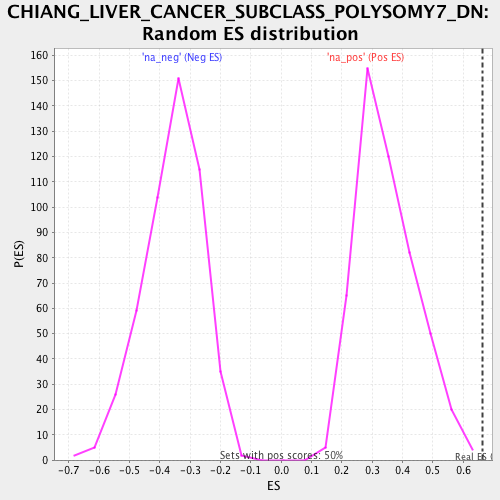 CHIANG_LIVER_CANCER_SUBCLASS_POLYSOMY7_DN:
Random ES distribution
'na_neg' (Neg ES)
'na_pos' (Pos ES)
160
150
140
130
120
110
100
90
80
70
60
50
40
30
20
10
0
P(ES)
Sets with pos scores: 50%
Real ES (
-0.7 -0.6 -0.5 -0.4 -0.3 -0.2 -0.1 0.0 0.1 0.2 0.3 0.4 0.5 0.6
ES